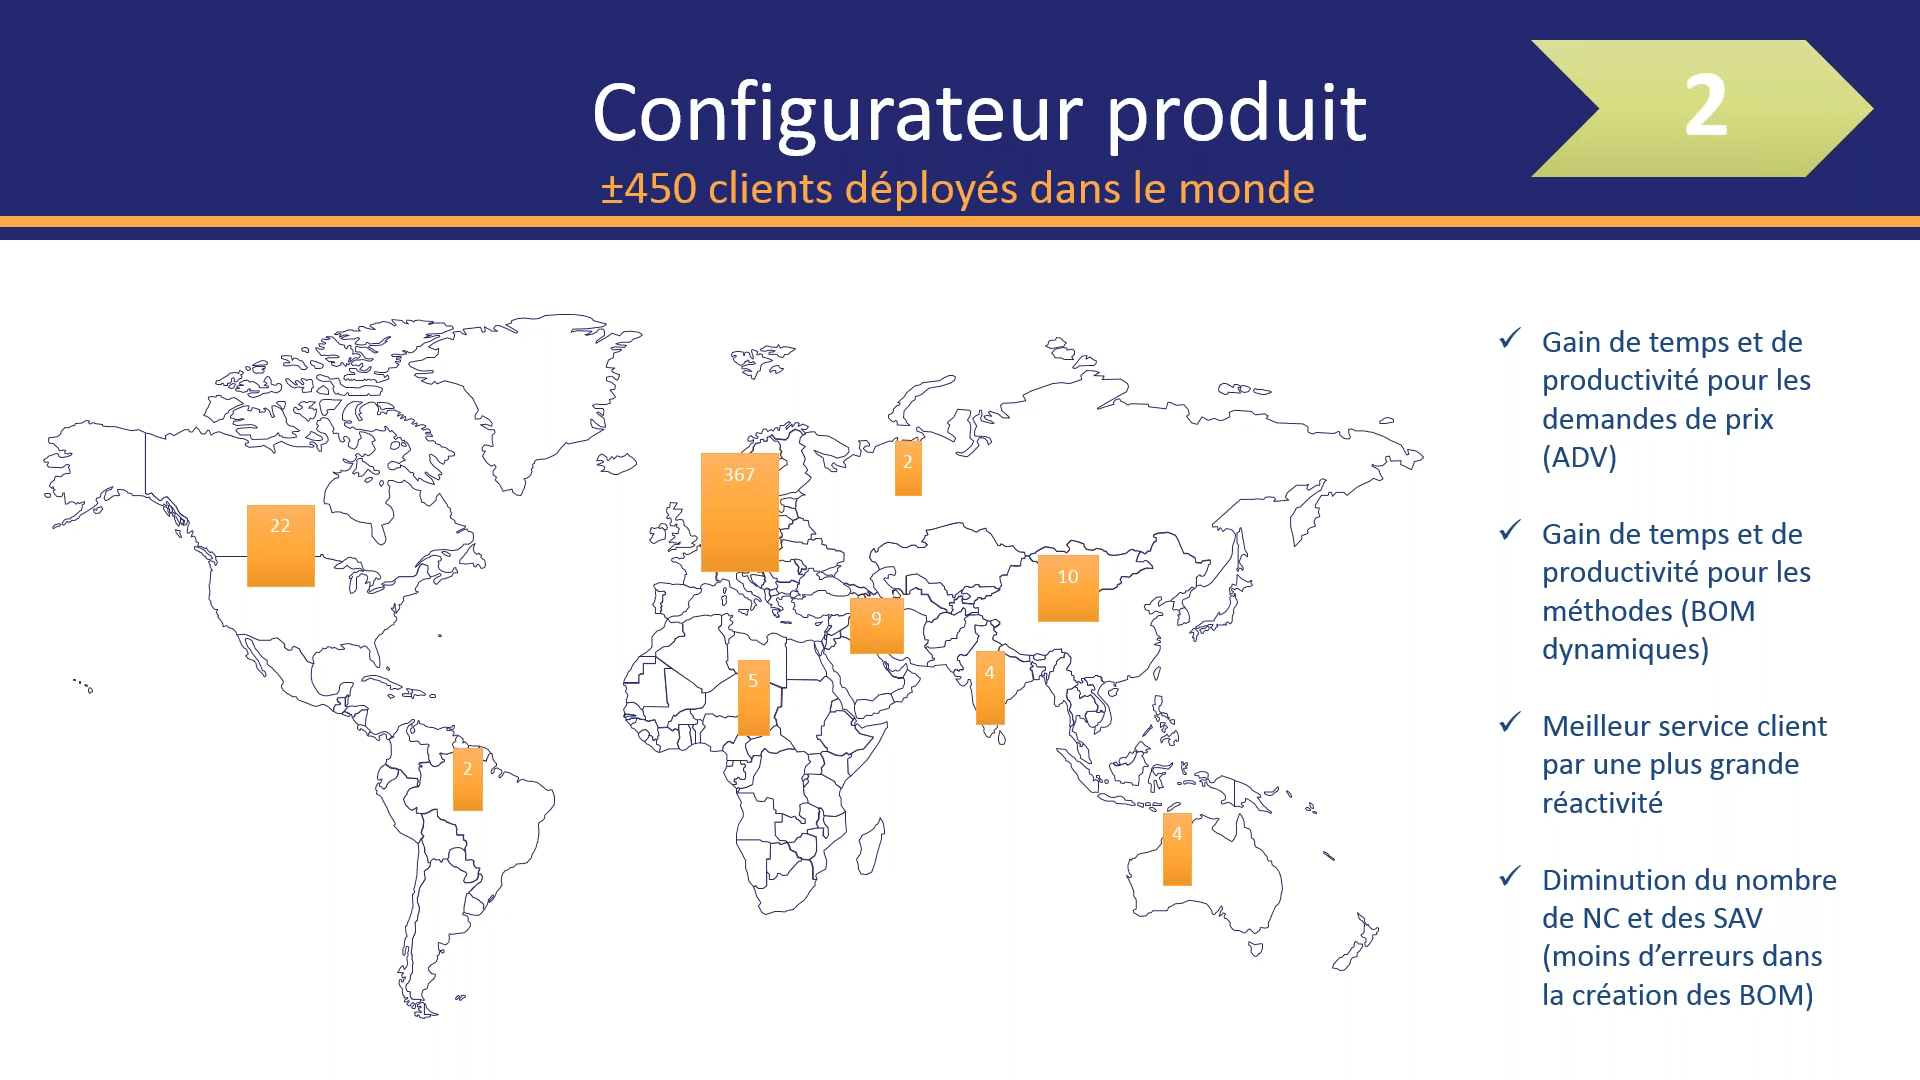 Configurateur produit
±450 clients déployés dans le monde
2
367
2
22
10
9
4
5
2
4
✓ Gain de temps et de
productivité pour les
demandes de prix
(ADV)
✓ Gain de temps et de
productivité pour les
méthodes (BOM
dynamiques)
✓ Meilleur service client
par une plus grande
réactivité
✓ Diminution du nombre
de NC et des SAV
(moins d’erreurs dans
la création des BOM)